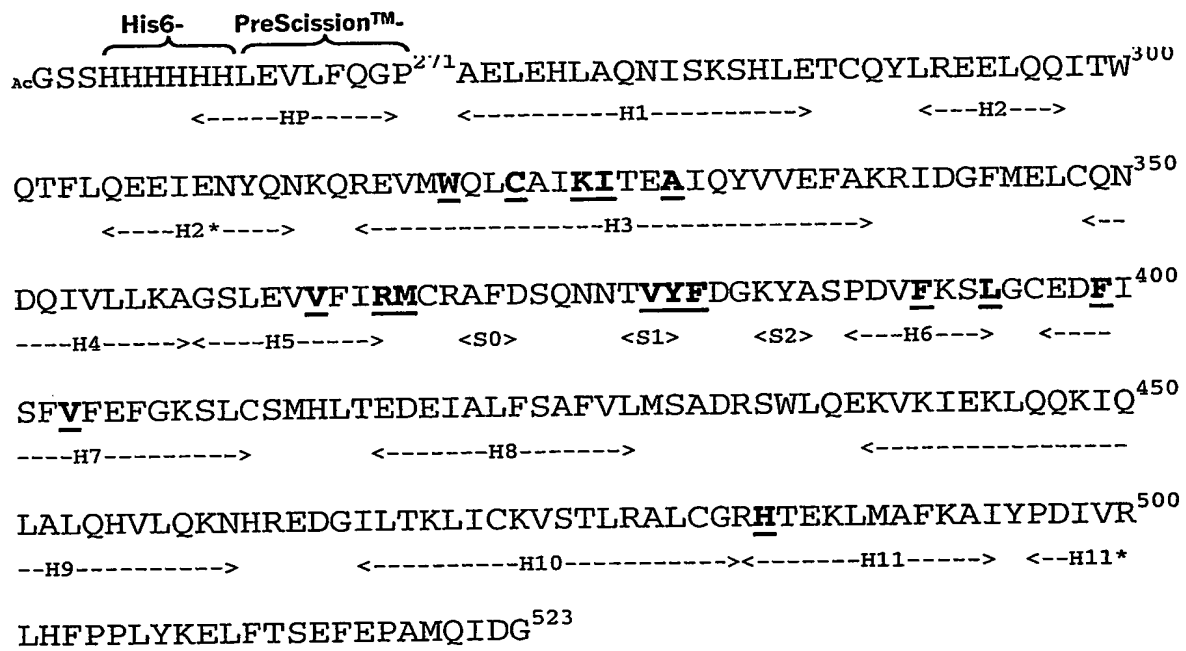 His6- PreScission™-
AcGSSHHHHHHLEVLFQGP271AELEHLAQNISKSHLETCQYLREELQQITW300
<-----HP-----> <----------H1----------> <---H2--->
QTFLQEEIENYQNKQREVMWQLCAIKITEAIQYVVEFAKRIDGFMELCQN350
<----H2*----> <---------------H3--------------> <--
DQIVLLKAGSLEVVFIRMCRAFDSQNNTVYFDGKYASPDVFKSLGCEDFI400
----H4------><-----H5------> <S0> <S1> <S2> <---H6----> <----
SFVFEFGKSLCSMHLTEDEIALFSAFVLMSADRSWLQEKVKIEKLQQKIQ450
----H7---------> <-------H8-------> <----------------
LALQHVLQKNHREDGILTKLICKVSTLRALCGRHTEKLMAFKAIYPDIVR500
--H9----------> <----------H10------------><-------H11-------> <--H11*
LHFPPLYKELFTSEFEPAMQIDG523